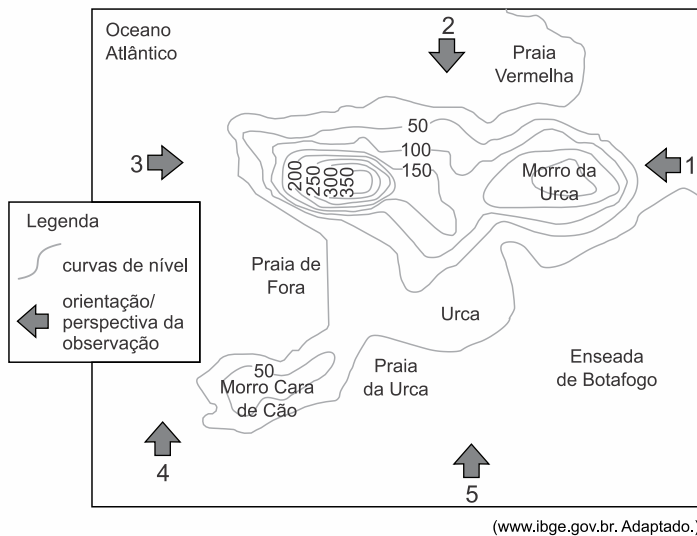 Oceano
Atlântico
2
Praia
Vermelha
50
100
150
3
1
200
250
300
350
Morro da
Urca
Legenda
curvas de nível
orientação/
perspectiva da
observação
Praia de
Fora
Urca
Enseada
de Botafogo
50
Morro Cara
de Cão
Praia
da Urca
4
5
(www.ibge.gov.br. Adaptado.)